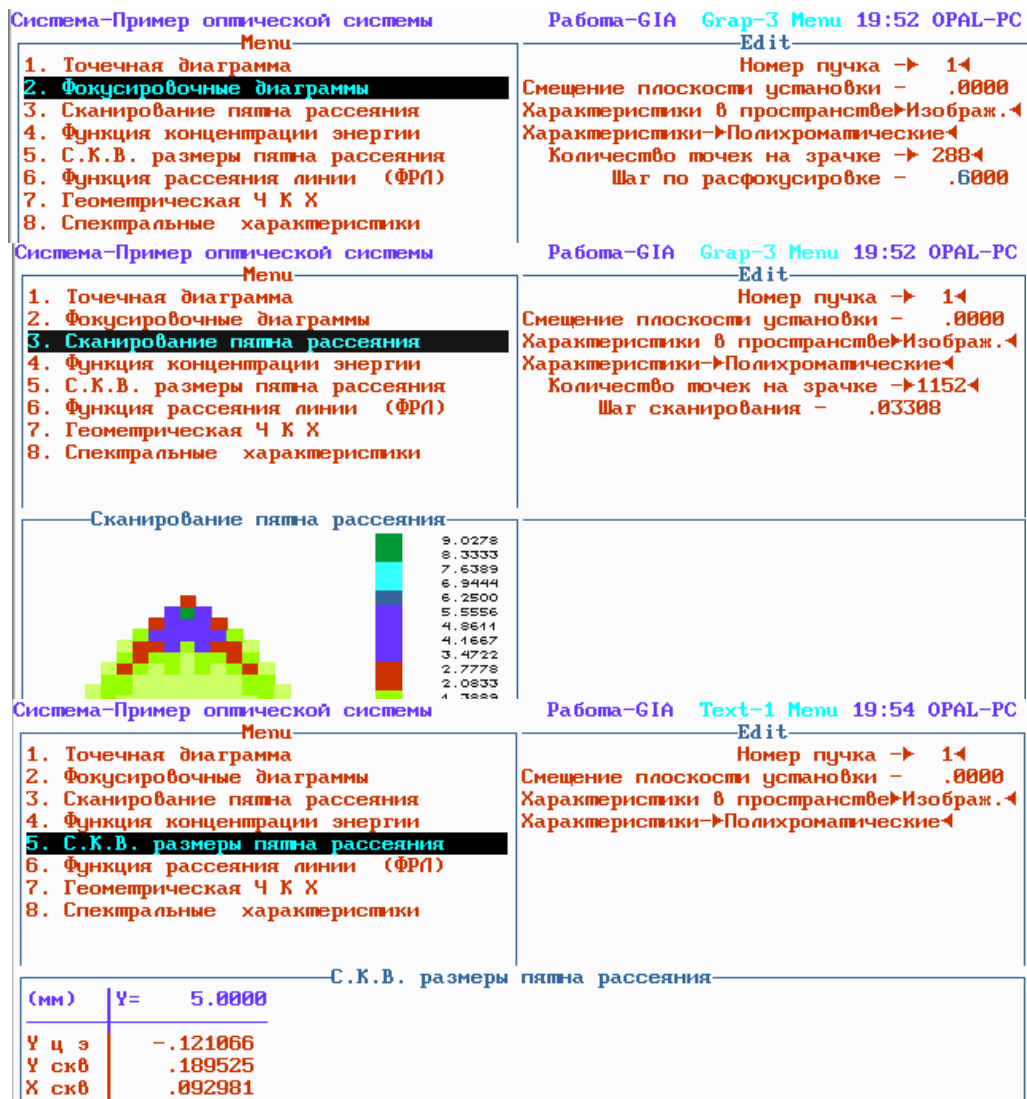 Система-Пример оптической системы Работа-GIA Grap-3 Menu 19:52 OPAL-PC
Menu
1. Точечная диаграмма
2. Фокусировочные диаграммы
3. Сканирование пятна рассеяния
4. Функция концентрации энергии
5. С.К.В. размеры пятна рассеяния
6. Функция рассеяния линии (ФРЛ)
7. Геометрическая Ч К Х
8. Спектральные характеристики
Edit
Номер пучка -► 1◄
Смещение плоскости установки - .0000
Характеристики в пространстве►Изображ.◄
Характеристики-►Полихроматические◄
Количество точек на зрачке -► 288◄
Шаг по расфокусировке - .6000
Система-Пример оптической системы Работа-GIA Grap-3 Menu 19:52 OPAL-PC
Menu
1. Точечная диаграмма
2. Фокусировочные диаграммы
3. Сканирование пятна рассеяния
4. Функция концентрации энергии
5. С.К.В. размеры пятна рассеяния
6. Функция рассеяния линии (ФРЛ)
7. Геометрическая Ч К Х
8. Спектральные характеристики
Edit
Номер пучка -► 1◄
Смещение плоскости установки - .0000
Характеристики в пространстве►Изображ.◄
Характеристики-►Полихроматические◄
Количество точек на зрачке -►1152◄
Шаг сканирования - .03308
Сканирование пятна рассеяния
9.0278
8.3333
7.6389
6.9444
6.2500
5.5556
4.8611
4.1667
3.4722
2.7778
2.0833
Система-Пример оптической системы Работа-GIA Text-1 Menu 19:54 OPAL-PC
Menu
1. Точечная диаграмма
2. Фокусировочные диаграммы
3. Сканирование пятна рассеяния
4. Функция концентрации энергии
5. С.К.В. размеры пятна рассеяния
6. Функция рассеяния линии (ФРЛ)
7. Геометрическая Ч К Х
8. Спектральные характеристики
Edit
Номер пучка -► 1◄
Смещение плоскости установки - .0000
Характеристики в пространстве►Изображ.◄
Характеристики-►Полихроматические◄
С.К.В. размеры пятна рассеяния
(мм) Y= 5.0000
Y ц э -.121066
Y скв .189525
X скв .092981